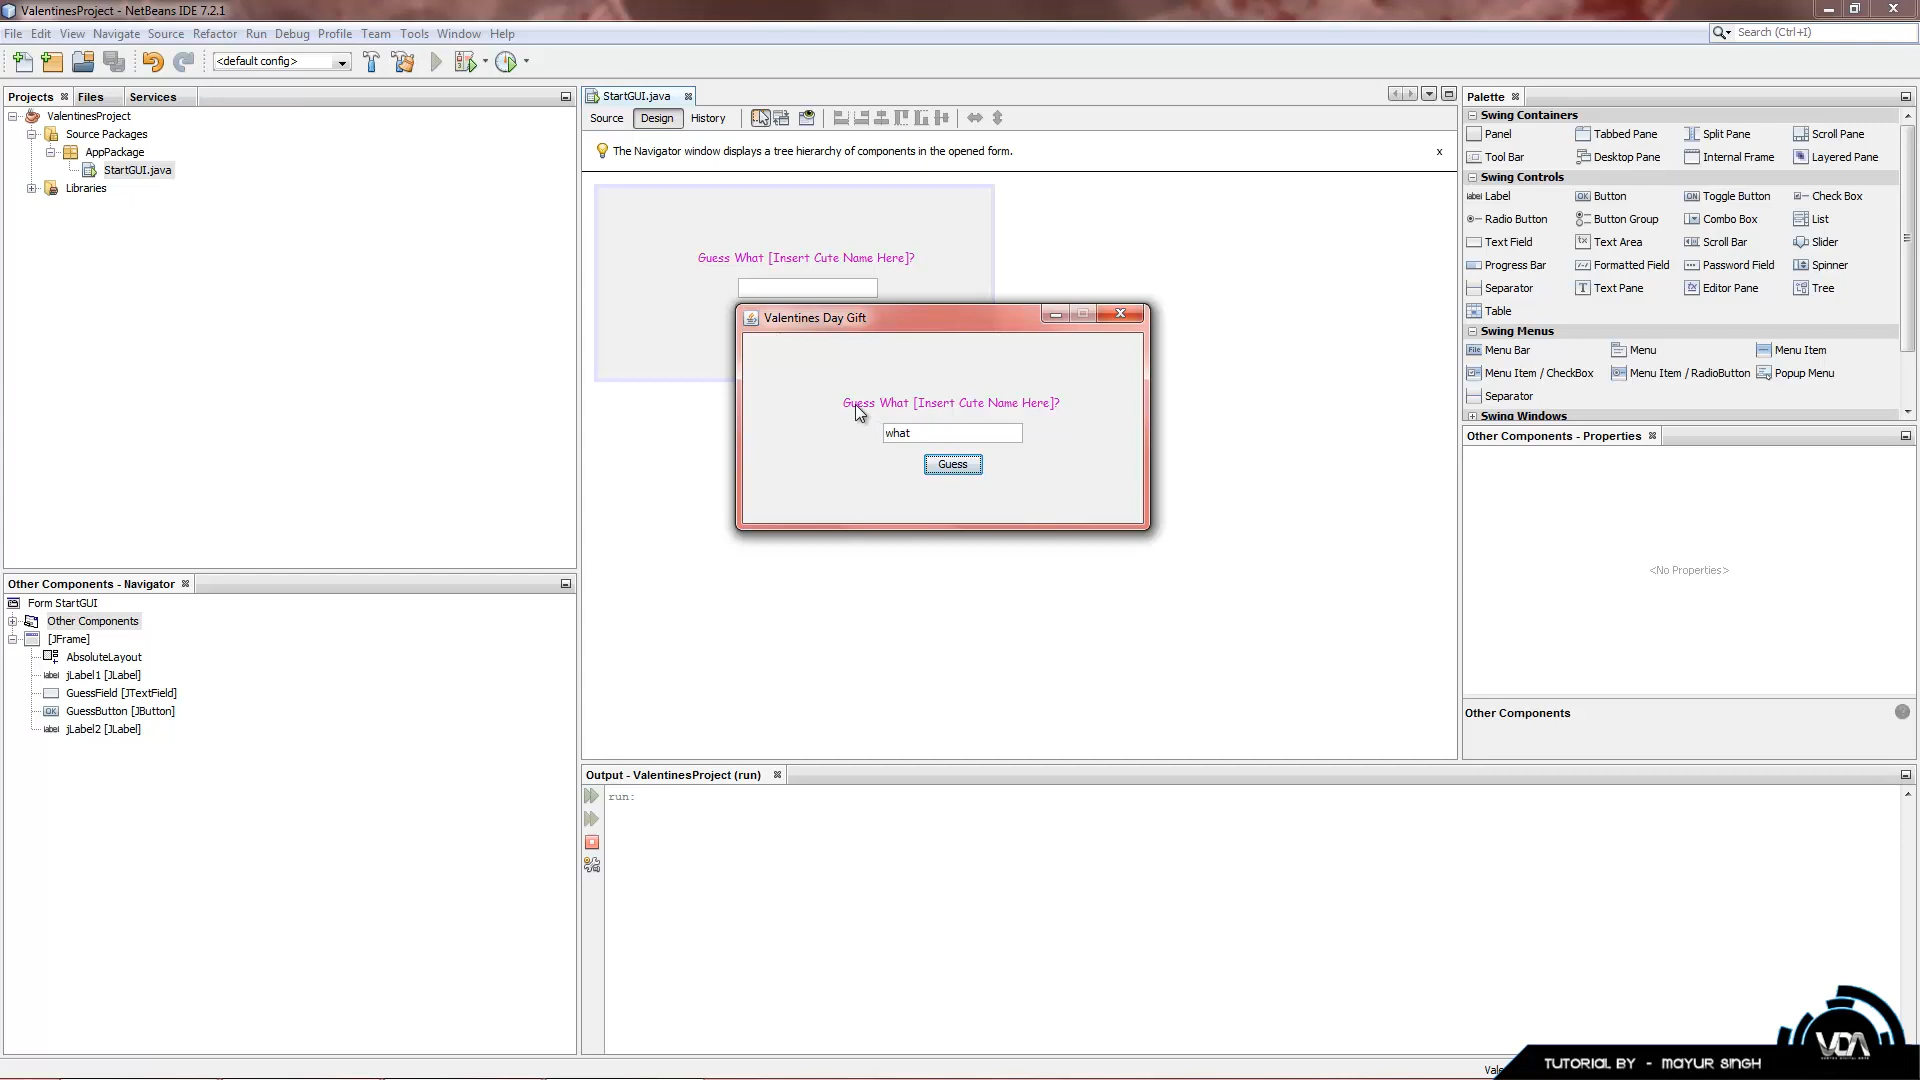 ValentinesProject - NetBeans IDE 7.2.1
File Edit View Navigate Source Refactor Run Debug Profile Team Tools Window Help
Search (Ctrl+I)
<default config>
Projects Files Services
ValentinesProject
Source Packages
AppPackage
StartGUI.java
Libraries
StartGUI.java
Source Design History
The Navigator window displays a tree hierarchy of components in the opened form.
x
Guess What [Insert Cute Name Here]?
Valentines Day Gift
Guess What [Insert Cute Name Here]?
what
Guess
Palette
Swing Containers
Panel Tabbed Pane Split Pane Scroll Pane
Tool Bar Desktop Pane Internal Frame Layered Pane
Swing Controls
label Label OK Button ON Toggle Button Check Box
Radio Button Button Group Combo Box List
Text Field Text Area Scroll Bar Slider
Progress Bar Formatted Field Password Field Spinner
Separator Text Pane Editor Pane Tree
Table
Swing Menus
File Menu Bar Menu Menu Item
Menu Item / CheckBox Menu Item / RadioButton Popup Menu
Separator
Swing Windows
Other Components - Properties
<No Properties>
Other Components
Other Components - Navigator
Form StartGUI
Other Components
[JFrame]
AbsoluteLayout
label jLabel1 [JLabel]
GuessField [JTextField]
OK GuessButton [JButton]
label jLabel2 [JLabel]
Output - ValentinesProject (run)
run:
VDA
TUTORIAL BY - MAYUR SINGH